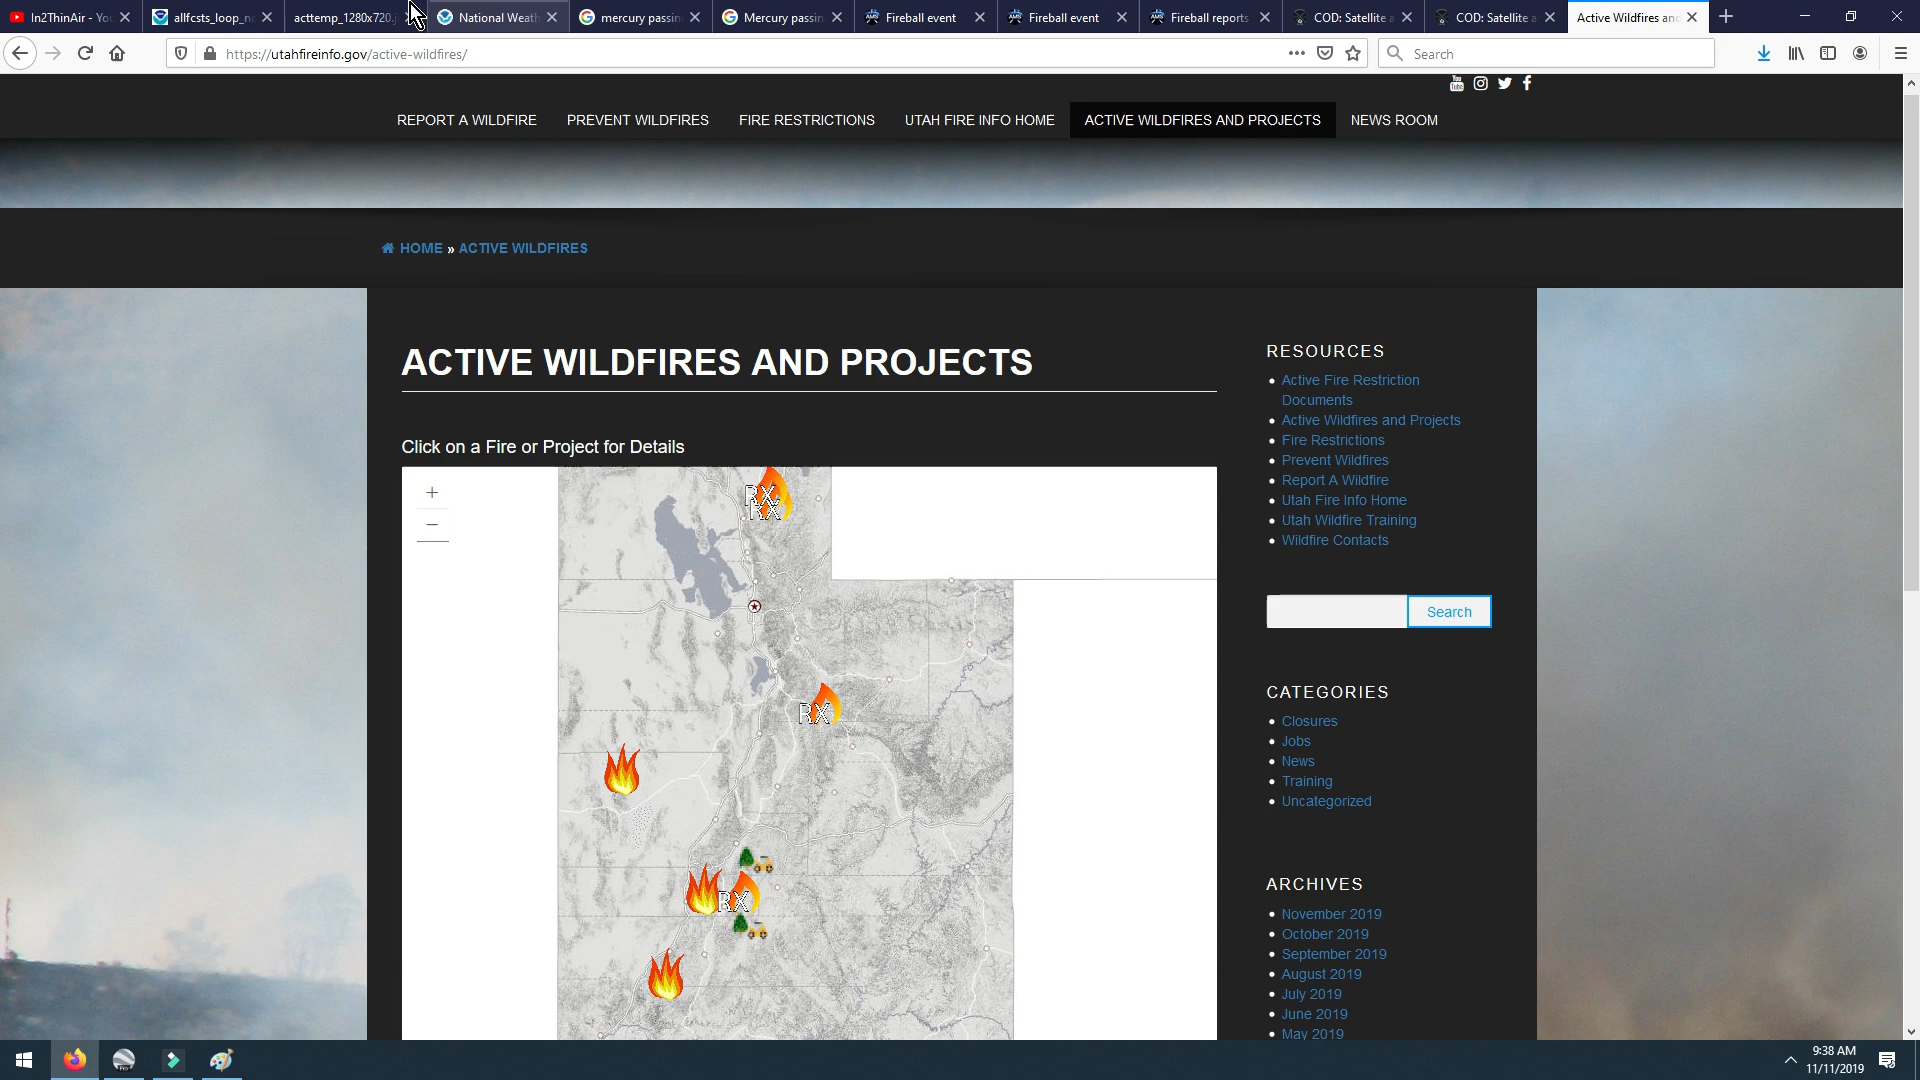 In2ThinAir - Yo
allfcsts_loop_n
acttemp_1280x720.
National Weath
mercury passin
Mercury passin
Fireball event
Fireball event
Fireball reports
COD: Satellite a
COD: Satellite a
Active Wildfires an
https://utahfireinfo.gov/active-wildfires/
Search
REPORT A WILDFIRE
PREVENT WILDFIRES
FIRE RESTRICTIONS
UTAH FIRE INFO HOME
ACTIVE WILDFIRES AND PROJECTS
NEWS ROOM
HOME » ACTIVE WILDFIRES
ACTIVE WILDFIRES AND PROJECTS
Click on a Fire or Project for Details
+
−
RX
RX
RX
RX
RESOURCES
Active Fire Restriction
Documents
Active Wildfires and Projects
Fire Restrictions
Prevent Wildfires
Report A Wildfire
Utah Fire Info Home
Utah Wildfire Training
Wildfire Contacts
Search
CATEGORIES
Closures
Jobs
News
Training
Uncategorized
ARCHIVES
November 2019
October 2019
September 2019
August 2019
July 2019
June 2019
May 2019
9:38 AM
11/11/2019